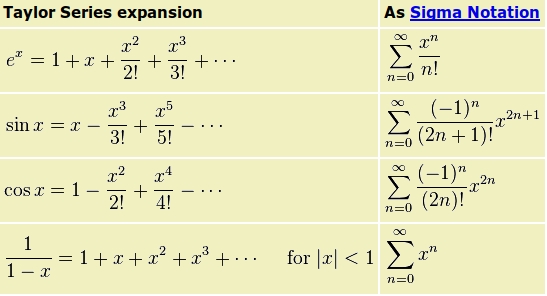 Taylor Series expansion As Sigma Notation
e^x = 1 + x + x^2/2! + x^3/3! + ⋯ ∑_{n=0}^{∞} x^n/n!
sin x = x − x^3/3! + x^5/5! − ⋯ ∑_{n=0}^{∞} (−1)^n/(2n + 1)! x^{2n+1}
cos x = 1 − x^2/2! + x^4/4! − ⋯ ∑_{n=0}^{∞} (−1)^n/(2n)! x^{2n}
1/(1 − x) = 1 + x + x^2 + x^3 + ⋯ for |x| < 1 ∑_{n=0}^{∞} x^n